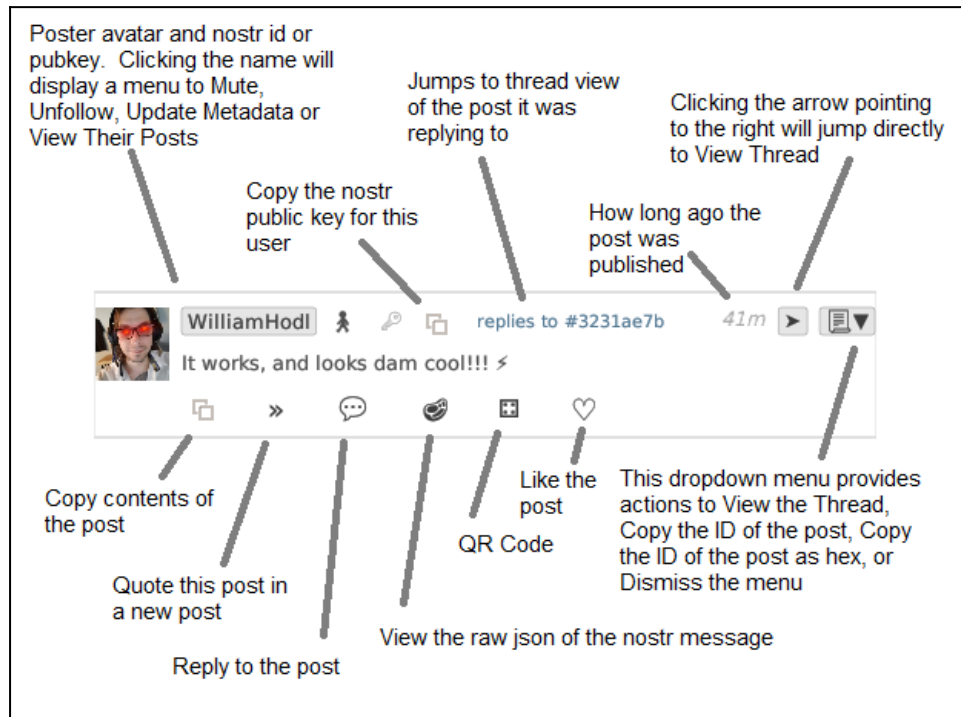 Poster avatar and nostr id or
pubkey. Clicking the name will
display a menu to Mute,
Unfollow, Update Metadata or
View Their Posts
Jumps to thread view
of the post it was
replying to
Clicking the arrow pointing
to the right will jump directly
to View Thread
Copy the nostr
public key for this
user
How long ago the
post was
published
WilliamHodl
replies to #3231ae7b
41m
It works, and looks dam cool!!! ⚡
Copy contents of
the post
Quote this post in
a new post
Reply to the post
View the raw json of the nostr message
QR Code
Like the
post
This dropdown menu provides
actions to View the Thread,
Copy the ID of the post, Copy
the ID of the post as hex, or
Dismiss the menu